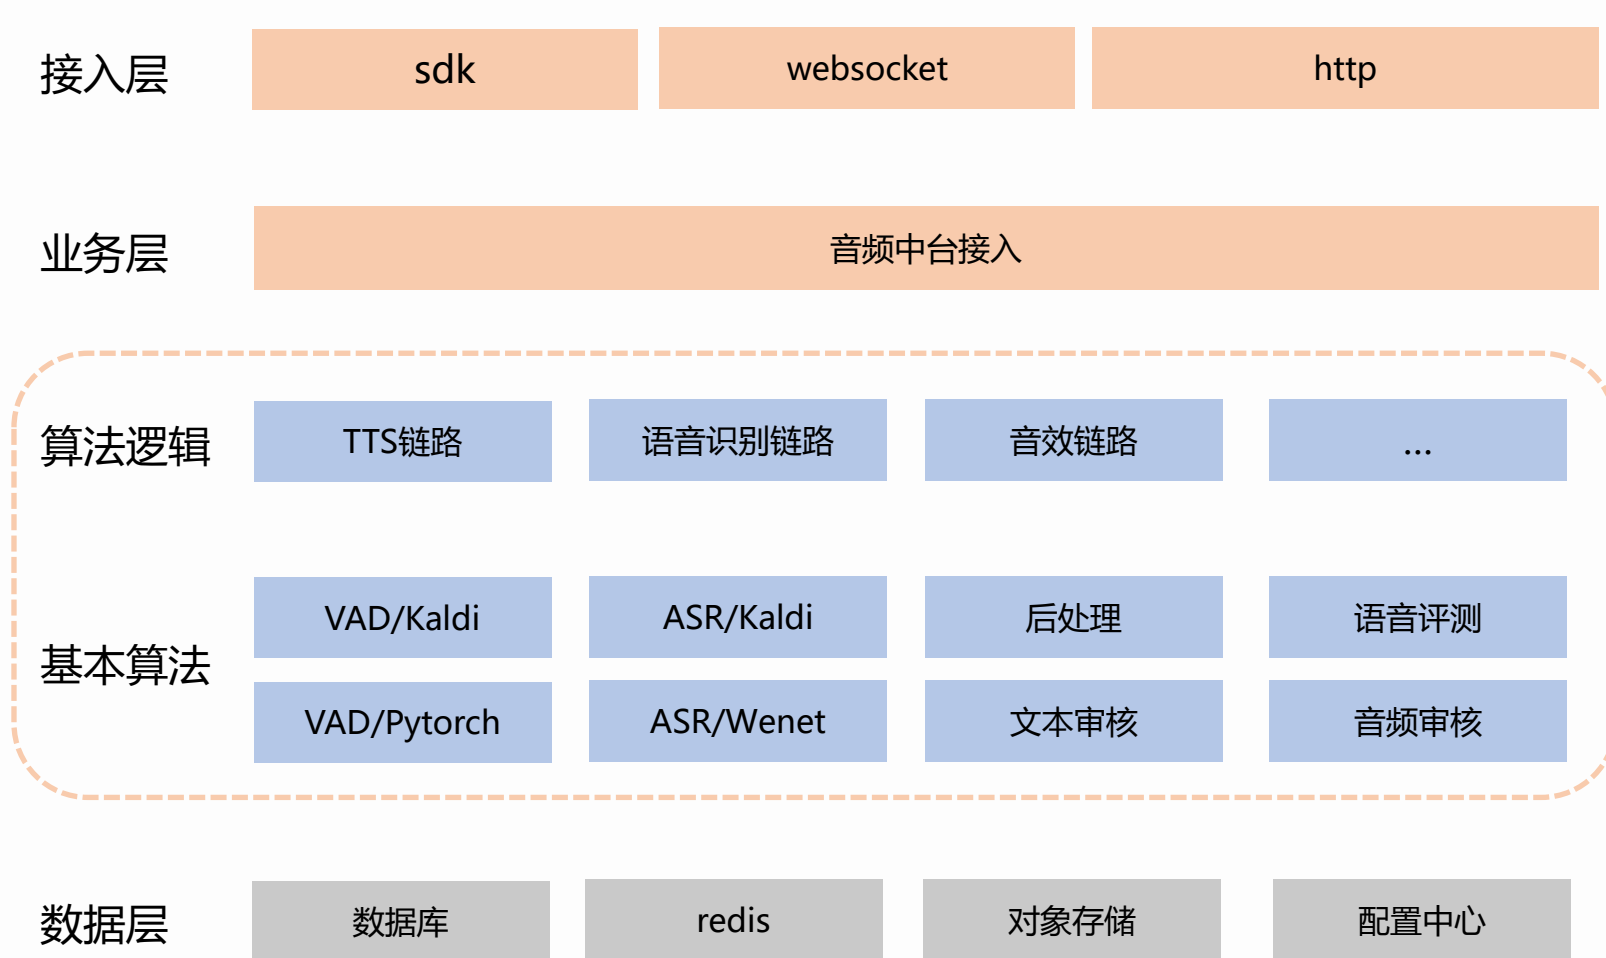 接入层
sdk
websocket
http
业务层
音频中台接入
算法逻辑
TTS链路
语音识别链路
音效链路
...
基本算法
VAD/Kaldi
ASR/Kaldi
后处理
语音评测
VAD/Pytorch
ASR/Wenet
文本审核
音频审核
数据层
数据库
redis
对象存储
配置中心